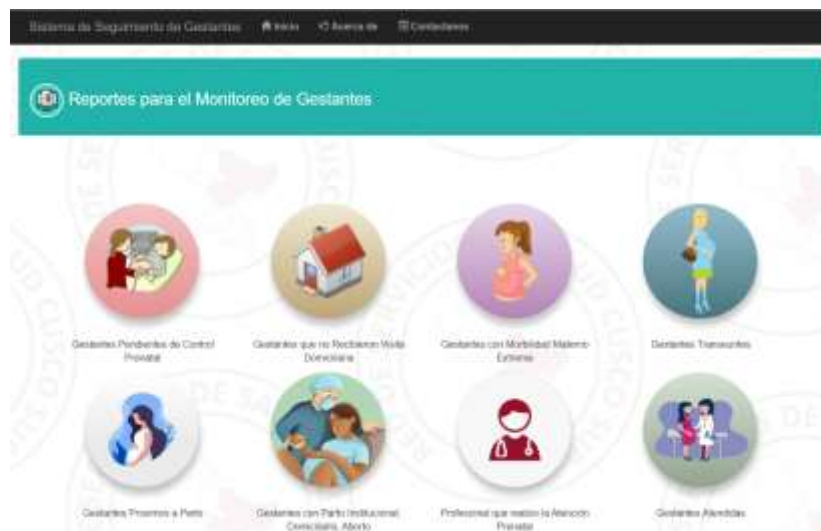 Sistema de Seguimiento de Gestantes Inicio Acerca de Contactanos
Reportes para el Monitoreo de Gestantes
Gestantes Pendientes de Control
Prenatal
Gestantes que no Recibieron Visita
Domiciliaria
Gestantes con Morbilidad Materno
Extrema
Gestantes Transeuntes
Gestantes Proximos a Parto
Gestantes con Parto Institucional,
Domiciliario, Aborto
Profesional que realizo la Atención
Prenatal
Gestantes Atendidas